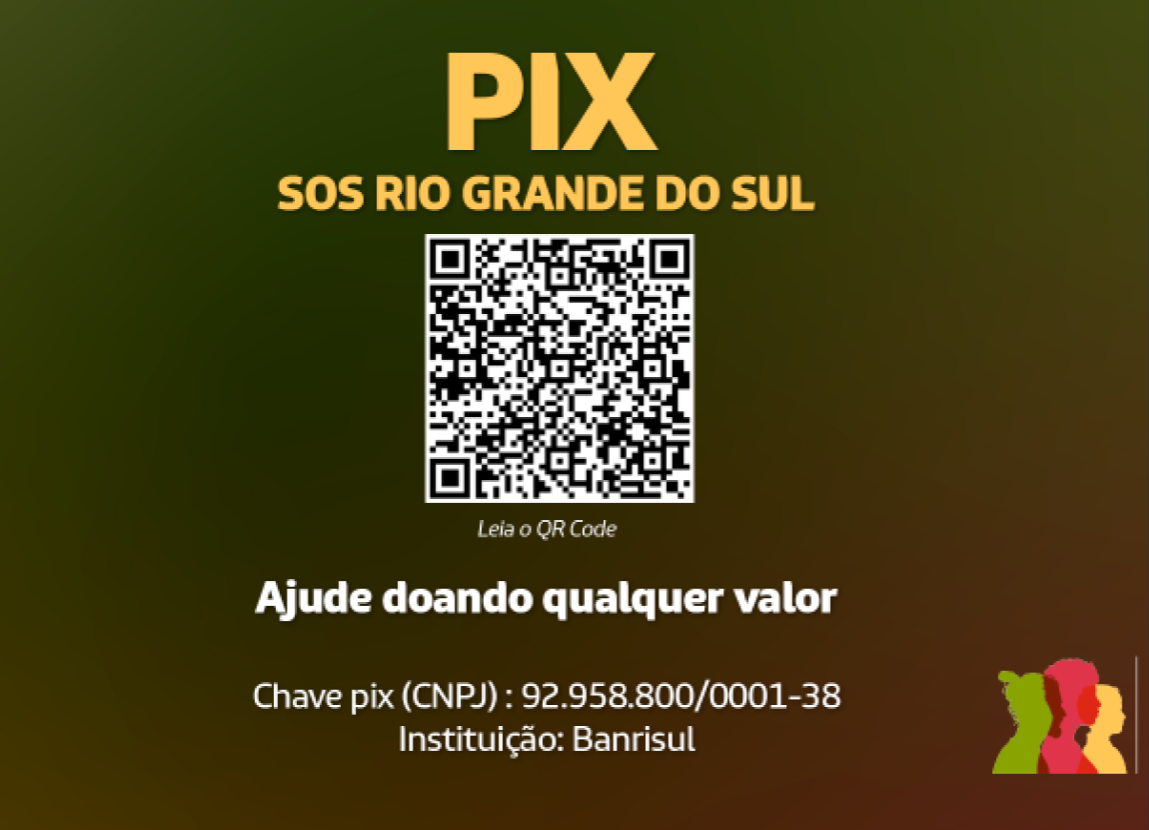 PIX
SOS RIO GRANDE DO SUL
Leia o QR Code
Ajude doando qualquer valor
Chave pix (CNPJ) : 92.958.800/0001-38
Instituição: Banrisul